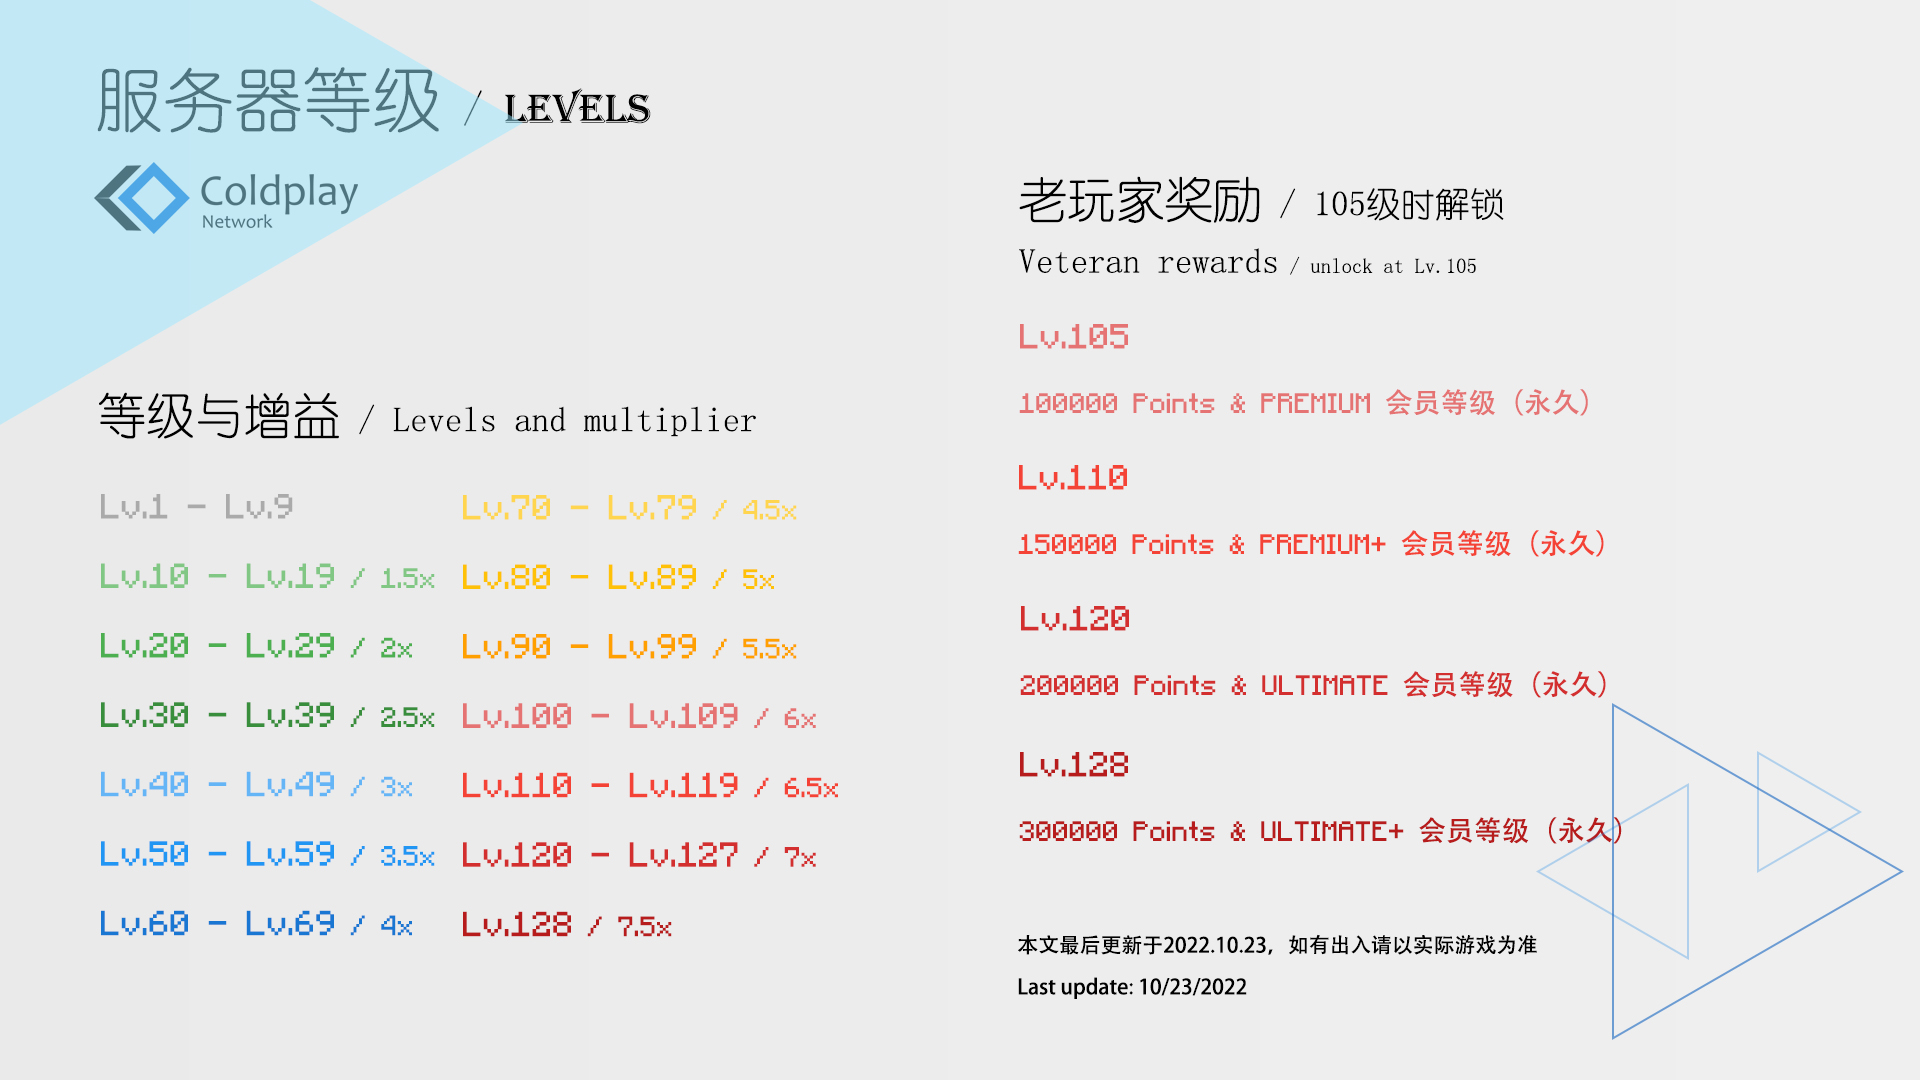 服务器等级 / LEVELS
Coldplay
Network
等级与增益 / Levels and multiplier
Lv.1 - Lv.9
Lv.10 - Lv.19 / 1.5x
Lv.20 - Lv.29 / 2x
Lv.30 - Lv.39 / 2.5x
Lv.40 - Lv.49 / 3x
Lv.50 - Lv.59 / 3.5x
Lv.60 - Lv.69 / 4x
Lv.70 - Lv.79 / 4.5x
Lv.80 - Lv.89 / 5x
Lv.90 - Lv.99 / 5.5x
Lv.100 - Lv.109 / 6x
Lv.110 - Lv.119 / 6.5x
Lv.120 - Lv.127 / 7x
Lv.128 / 7.5x
老玩家奖励 / 105级时解锁
Veteran rewards / unlock at Lv.105
Lv.105
100000 Points & PREMIUM 会员等级（永久）
Lv.110
150000 Points & PREMIUM+ 会员等级（永久）
Lv.120
200000 Points & ULTIMATE 会员等级（永久）
Lv.128
300000 Points & ULTIMATE+ 会员等级（永久）
本文最后更新于2022.10.23，如有出入请以实际游戏为准
Last update: 10/23/2022